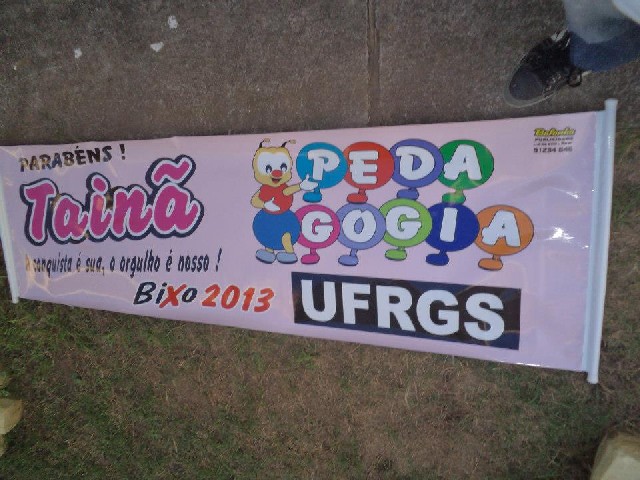 PARABÉNS !
Tainã
A conquista é sua, o orgulho é nosso !
BiXo 2013
PEDA
GOGIA
UFRGS